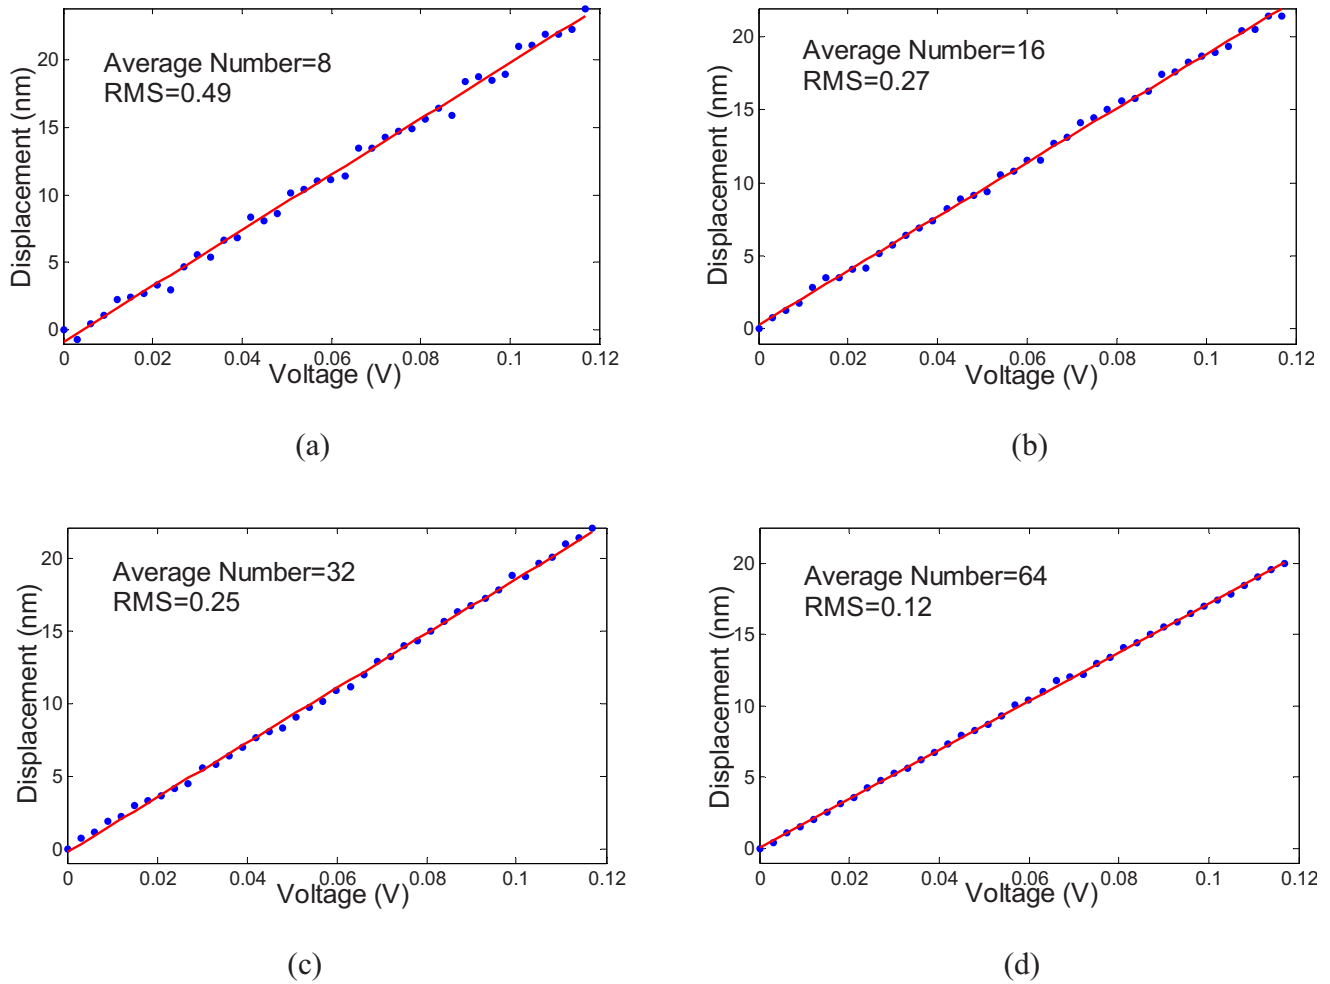 20
15
10
5
0
Displacement (nm)
Average Number=8
RMS=0.49
0
0.02
0.04
0.06
0.08
0.1
0.12
Voltage (V)
(a)
20
15
10
5
0
Displacement (nm)
Average Number=16
RMS=0.27
0
0.02
0.04
0.06
0.08
0.1
0.12
Voltage (V)
(b)
20
15
10
5
0
Displacement (nm)
Average Number=32
RMS=0.25
0
0.02
0.04
0.06
0.08
0.1
0.12
Voltage (V)
(c)
20
15
10
5
0
Displacement (nm)
Average Number=64
RMS=0.12
0
0.02
0.04
0.06
0.08
0.1
0.12
Voltage (V)
(d)